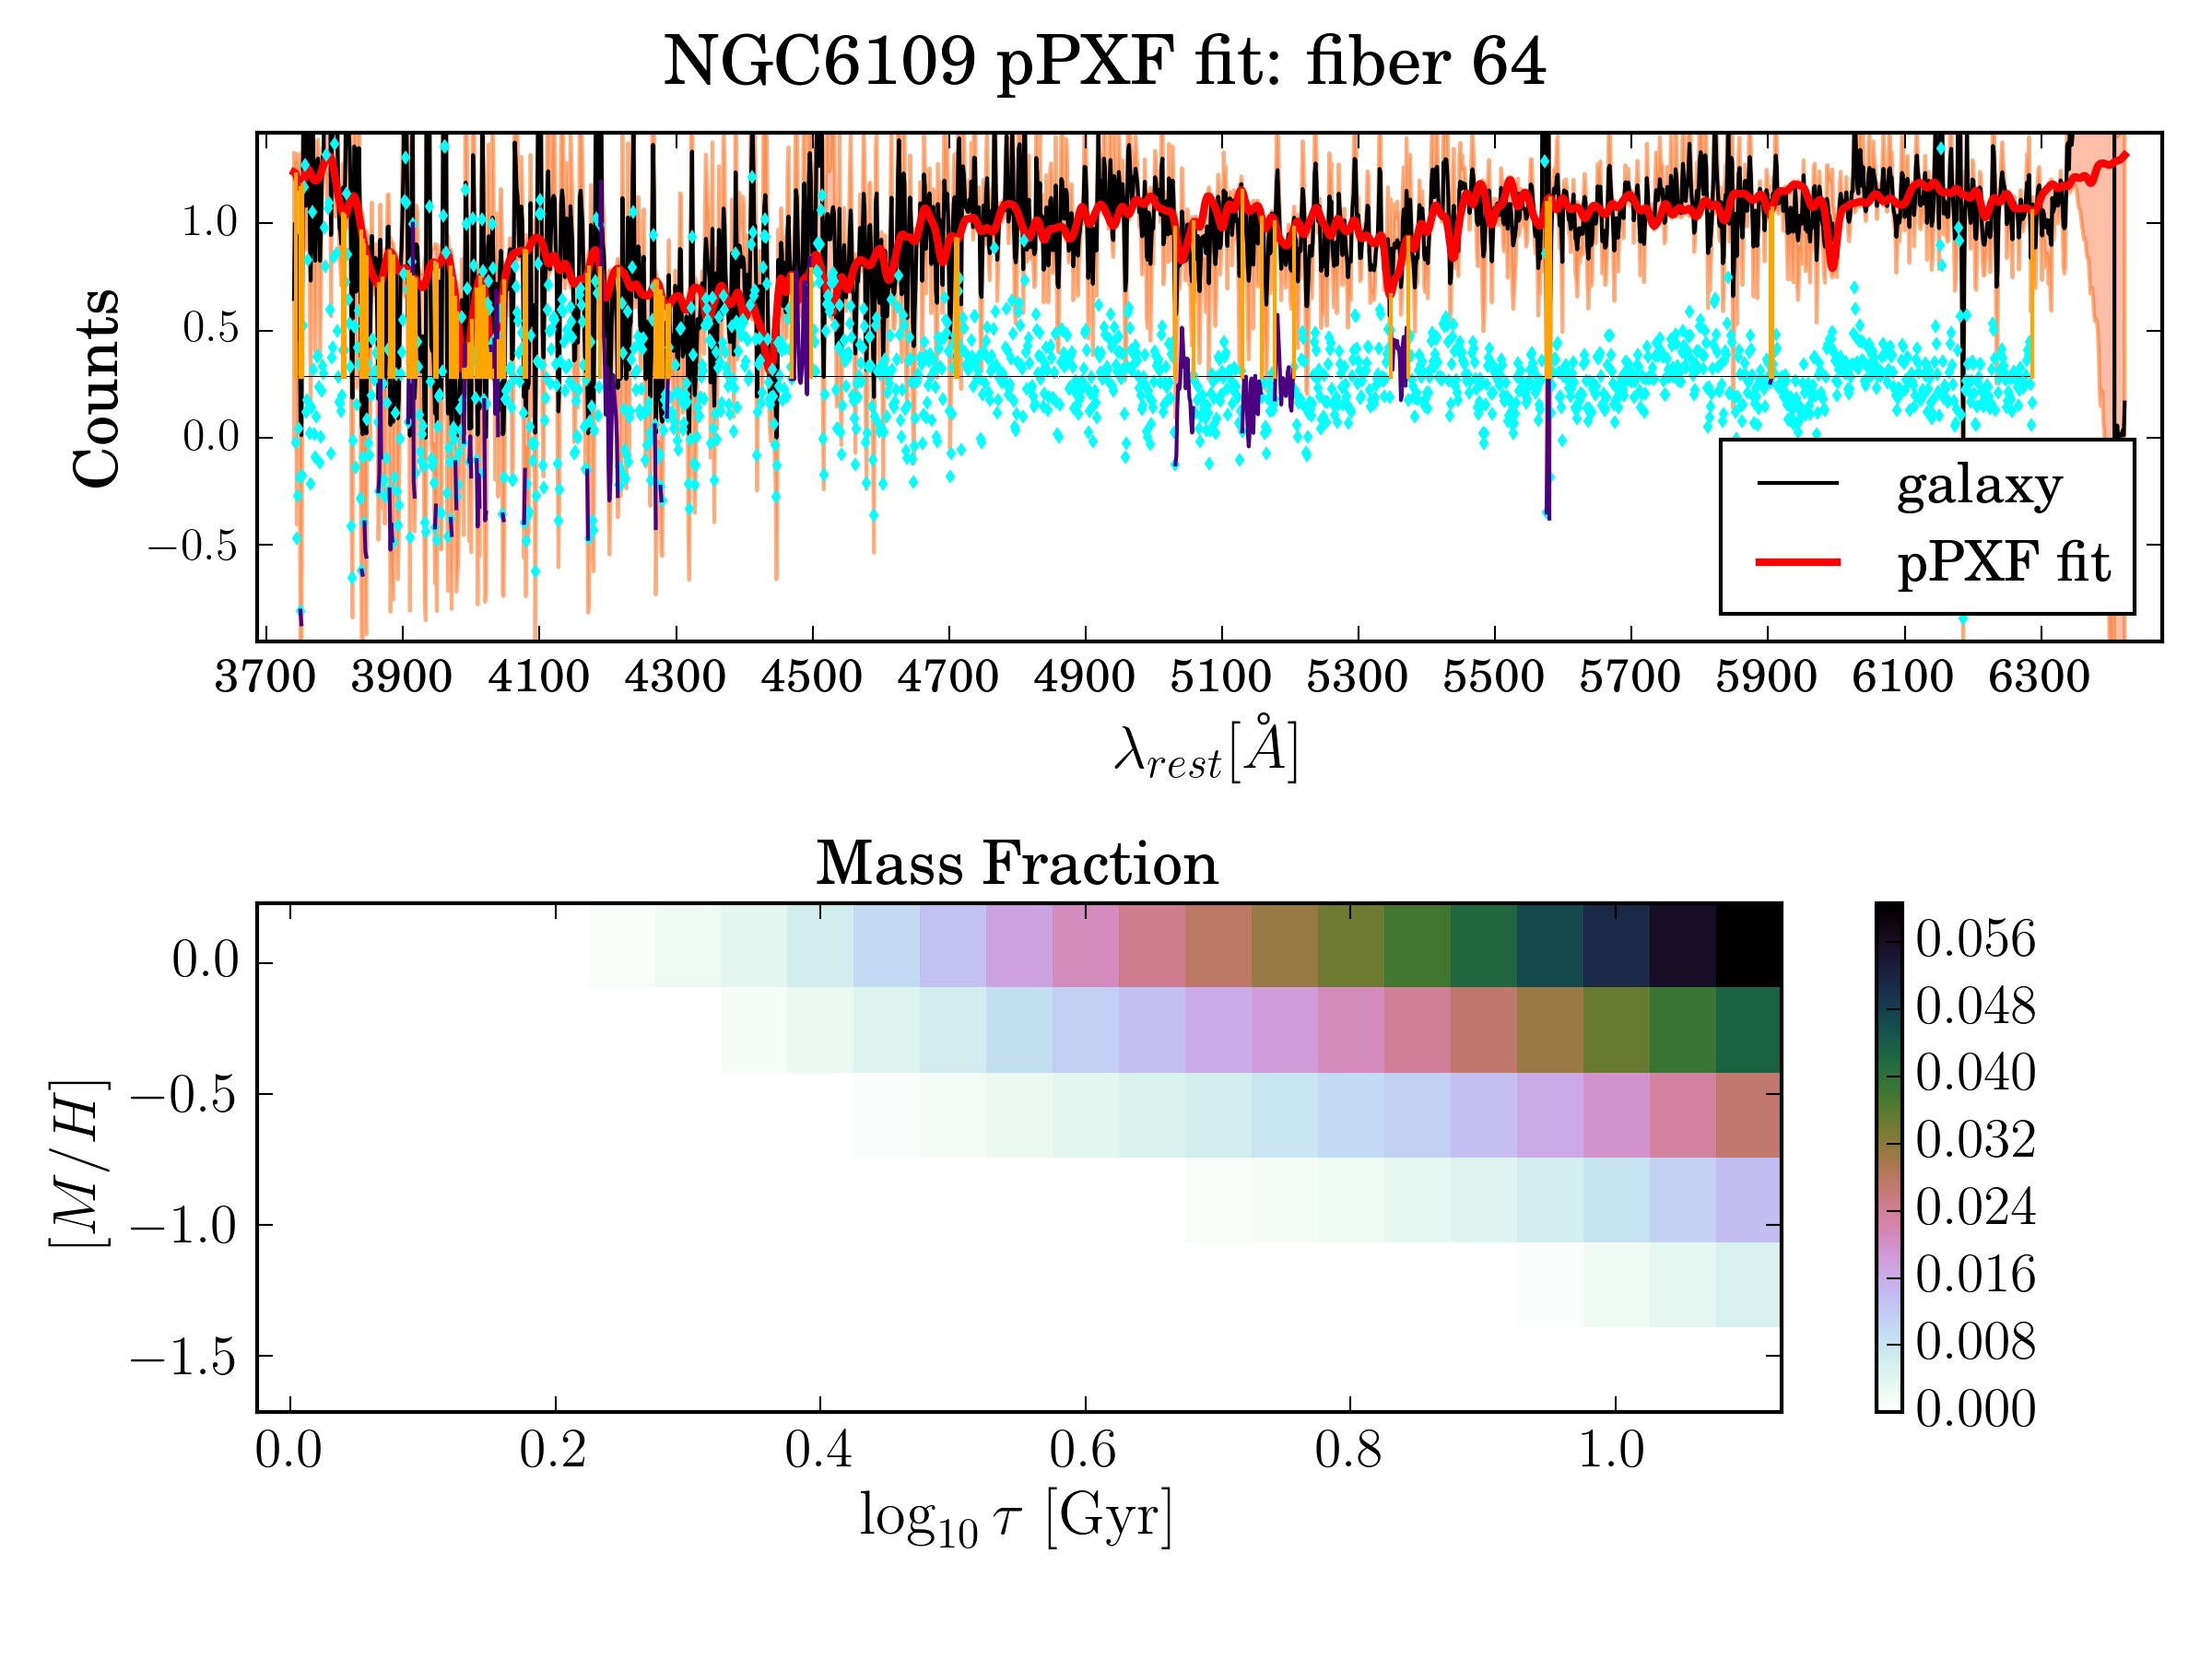 NGC6109 pPXF fit: fiber 64
Counts
1.0
0.5
0.0
−0.5
galaxy
pPXF fit
3700 3900 4100 4300 4500 4700 4900 5100 5300 5500 5700 5900 6100 6300
λ_rest[Å]
Mass Fraction
[M/H]
0.0
−0.5
−1.0
−1.5
0.056
0.048
0.040
0.032
0.024
0.016
0.008
0.000
0.0 0.2 0.4 0.6 0.8 1.0
log₁₀ τ [Gyr]